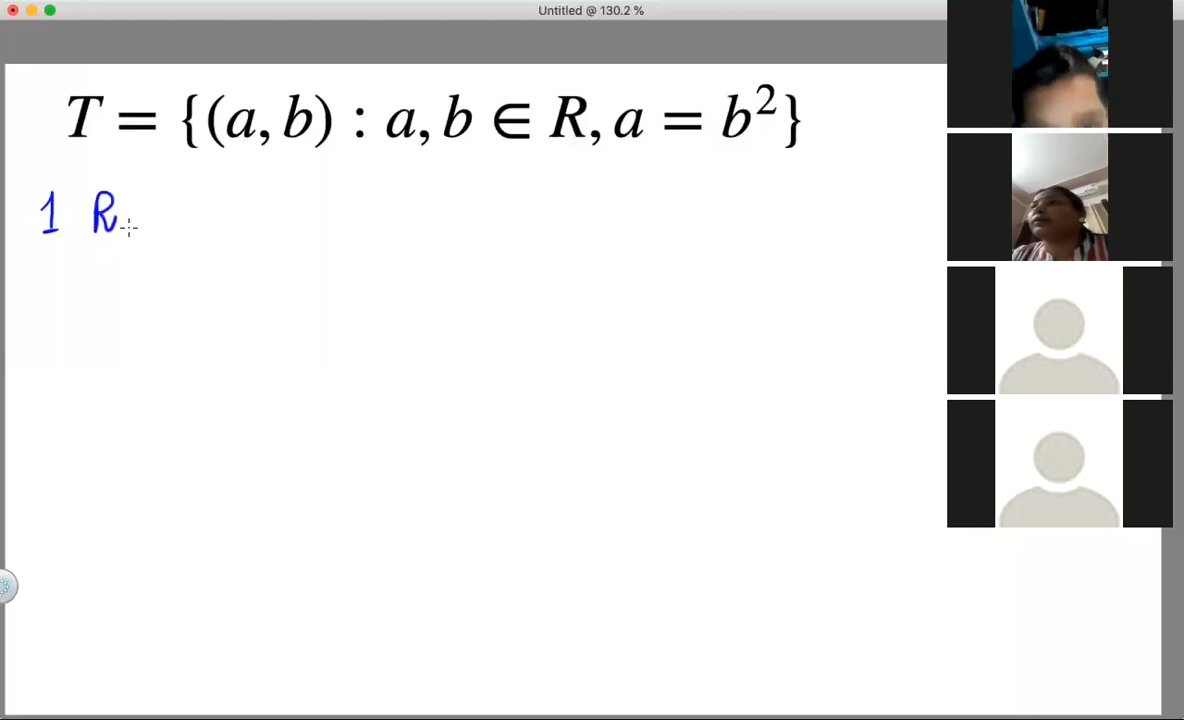 Untitled @ 130.2 %
T = {(a, b) : a, b ∈ R, a = b²}
1 R